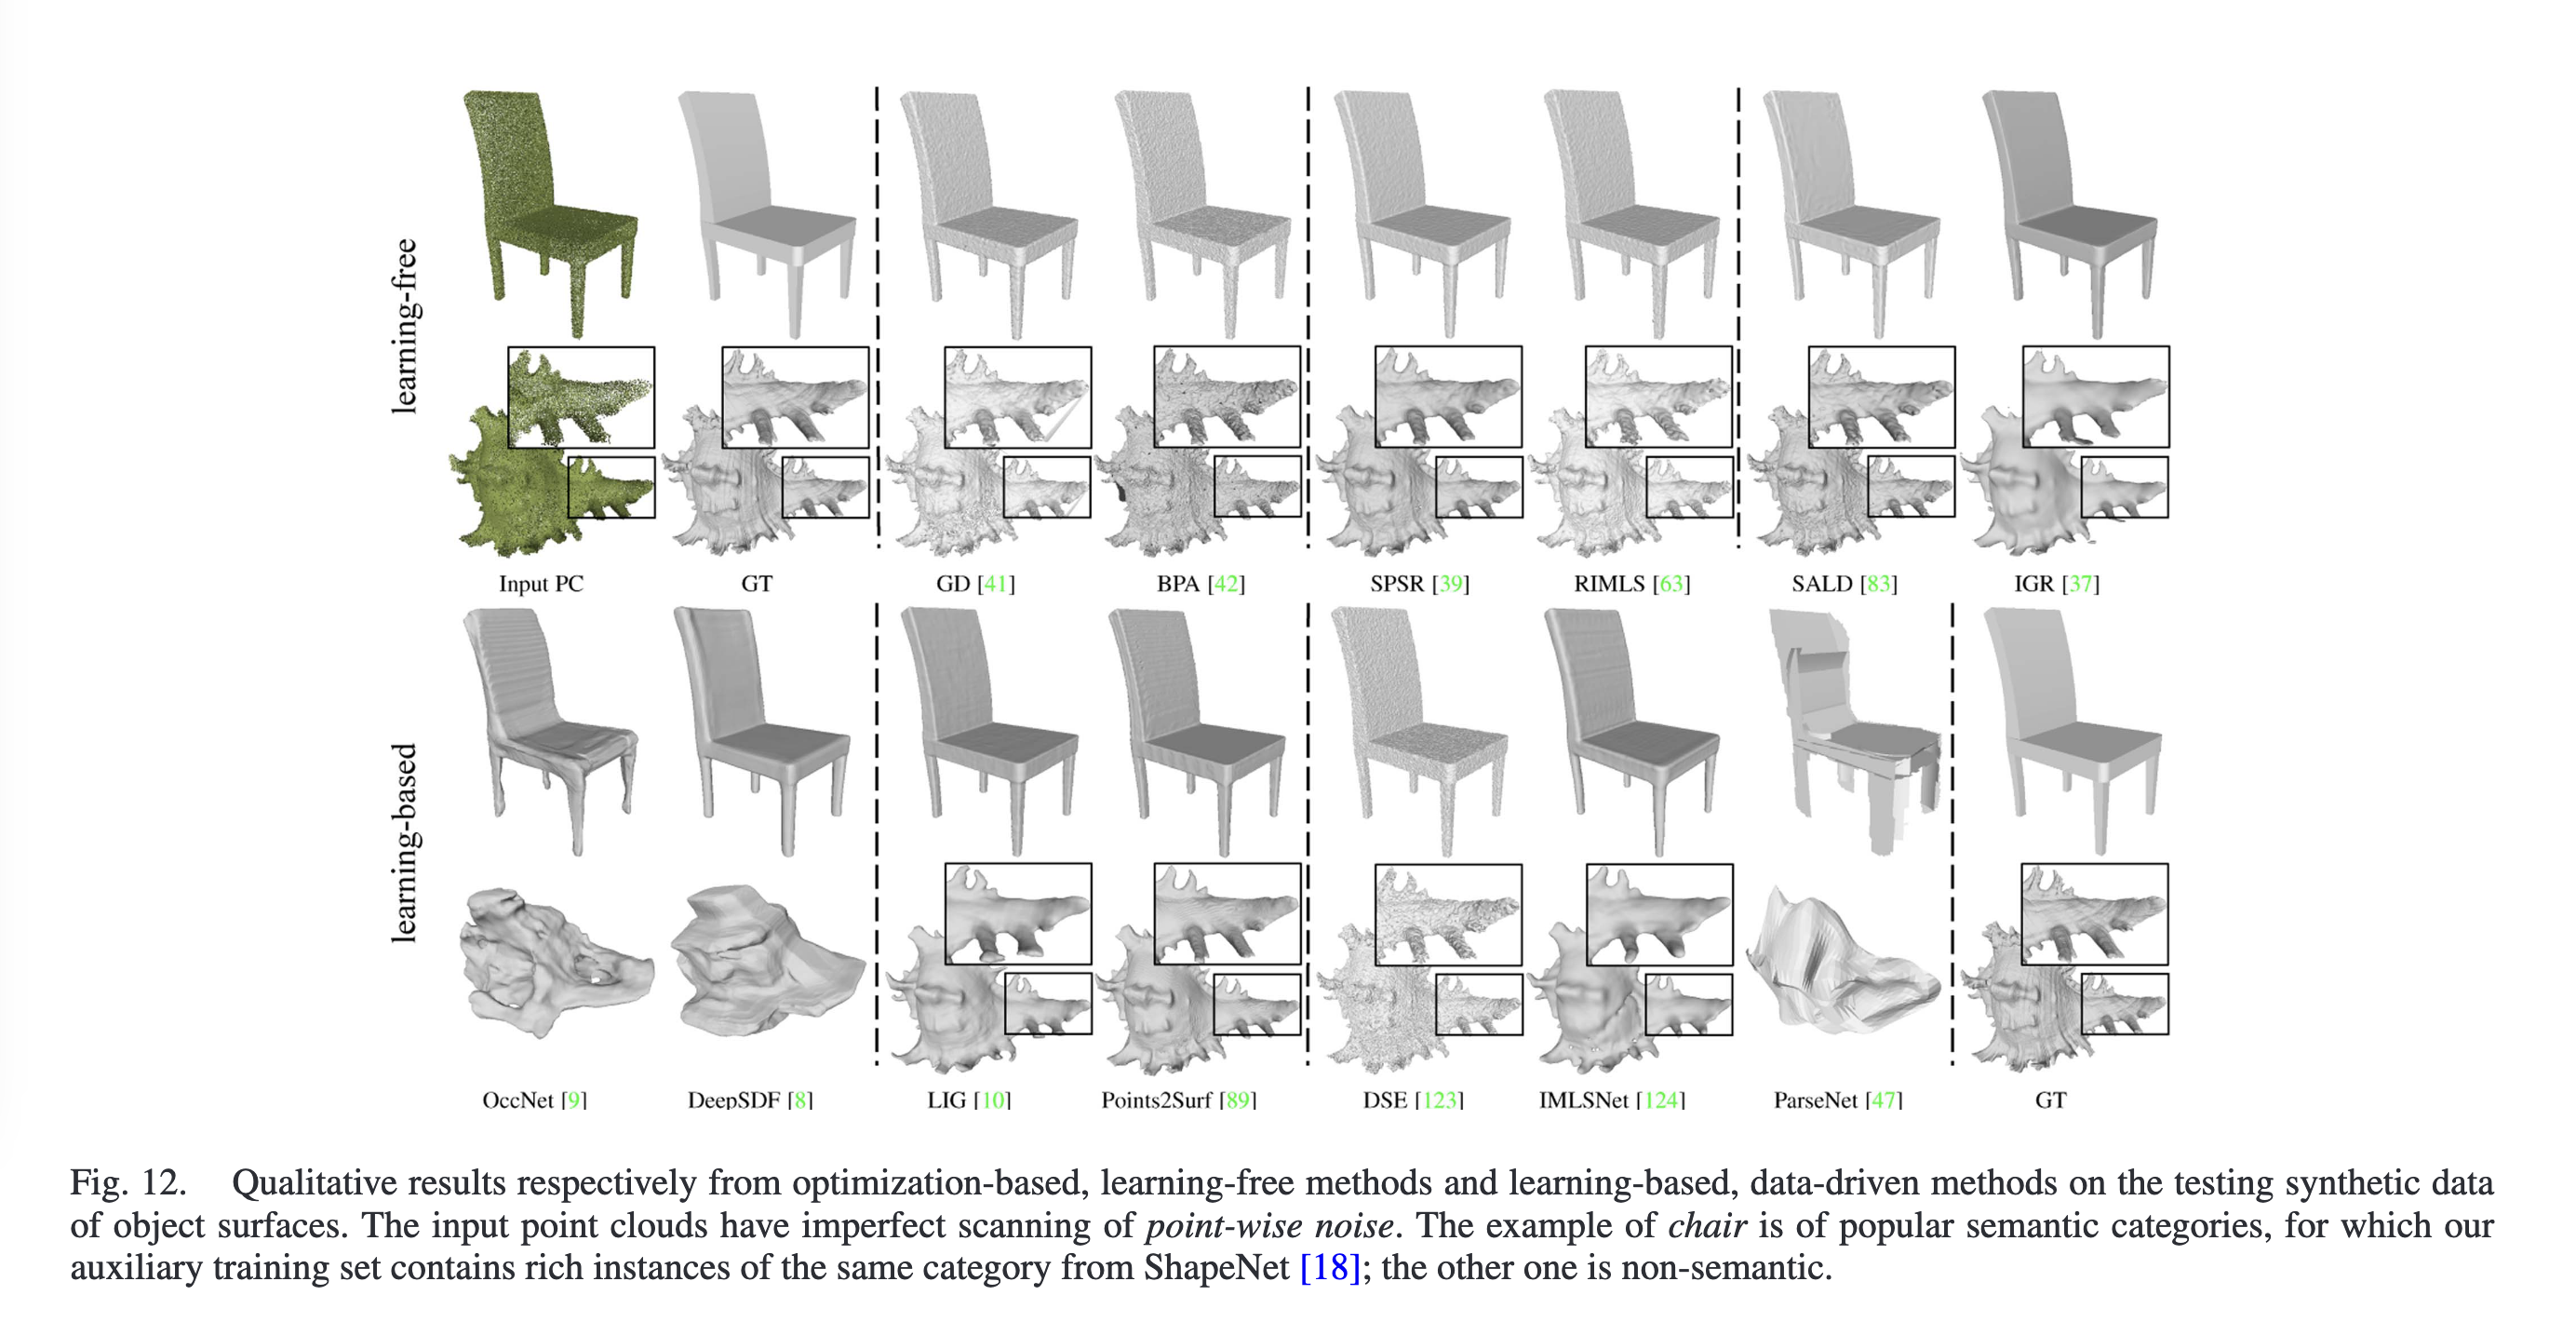 learning-free
Input PC
GT
GD [41]
BPA [42]
SPSR [39]
RIMLS [63]
SALD [83]
IGR [37]
learning-based
OccNet [9]
DeepSDF [8]
LIG [10]
Points2Surf [89]
DSE [123]
IMLSNet [124]
ParseNet [47]
GT
Fig. 12. Qualitative results respectively from optimization-based, learning-free methods and learning-based, data-driven methods on the testing synthetic data
of object surfaces. The input point clouds have imperfect scanning of point-wise noise. The example of chair is of popular semantic categories, for which our
auxiliary training set contains rich instances of the same category from ShapeNet [18]; the other one is non-semantic.